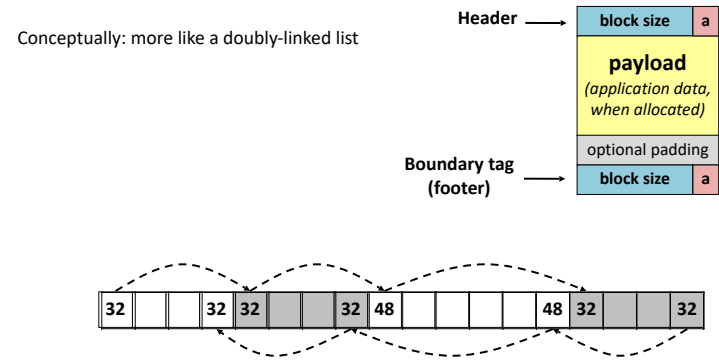 Conceptually: more like a doubly-linked list
Header
block size a
payload
(application data,
when allocated)
optional padding
Boundary tag
(footer)
block size a
32 32 32 32 48 48 32 32